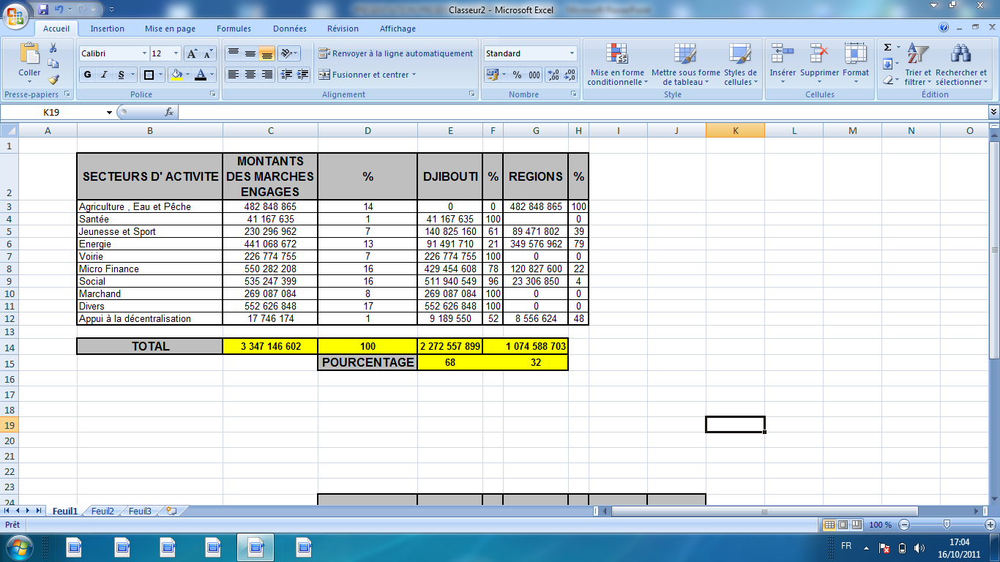 Classeur2 - Microsoft Excel
Accueil Insertion Mise en page Formules Données Révision Affichage
Coller
Calibri 12
Renvoyer à la ligne automatiquement
Standard
G I S
Fusionner et centrer
% 000
Mise en forme conditionnelle
Mettre sous forme de tableau
Styles de cellules
Insérer Supprimer Format
Trier et filtrer
Rechercher et sélectionner
Presse-papiers Police Alignement Nombre Style Cellules Édition
K19 fx
A B C D E F G H I J K L M N O
1
2 SECTEURS D' ACTIVITE MONTANTS DES MARCHES ENGAGES % DJIBOUTI % REGIONS %
3 Agriculture , Eau et Pêche 482 848 865 14 0 0 482 848 865 100
4 Santée 41 167 635 1 41 167 635 100 0
5 Jeunesse et Sport 230 296 962 7 140 825 160 61 89 471 802 39
6 Energie 441 068 672 13 91 491 710 21 349 576 962 79
7 Voirie 226 774 755 7 226 774 755 100 0 0
8 Micro Finance 550 282 208 16 429 454 608 78 120 827 600 22
9 Social 535 247 399 16 511 940 549 96 23 306 850 4
10 Marchand 269 087 084 8 269 087 084 100 0 0
11 Divers 552 626 848 17 552 626 848 100 0 0
12 Appui à la décentralisation 17 746 174 1 9 189 550 52 8 556 624 48
13
14 TOTAL 3 347 146 602 100 2 272 557 899 1 074 588 703
15 POURCENTAGE 68 32
16
17
18
19
20
21
22
23
24
Feuil1 Feuil2 Feuil3
Prêt 100 %
FR 17:04
16/10/2011